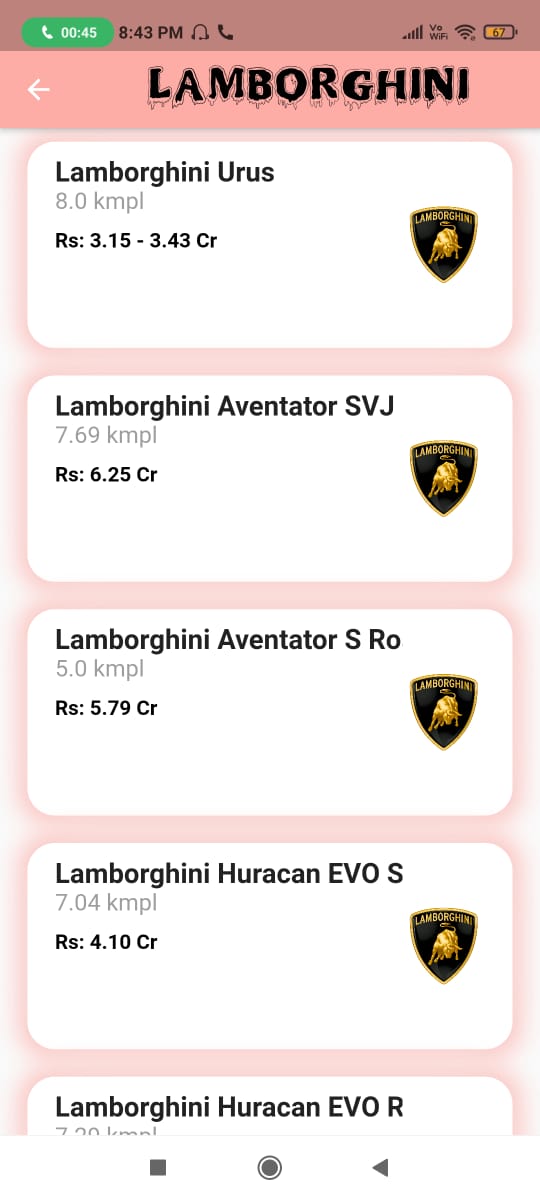 00:45 8:43 PM Vo WiFi 67
LAMBORGHINI
Lamborghini Urus
8.0 kmpl
Rs: 3.15 - 3.43 Cr
LAMBORGHINI
Lamborghini Aventator SVJ
7.69 kmpl
Rs: 6.25 Cr
LAMBORGHINI
Lamborghini Aventator S Ro
5.0 kmpl
Rs: 5.79 Cr
LAMBORGHINI
Lamborghini Huracan EVO S
7.04 kmpl
Rs: 4.10 Cr
LAMBORGHINI
Lamborghini Huracan EVO R